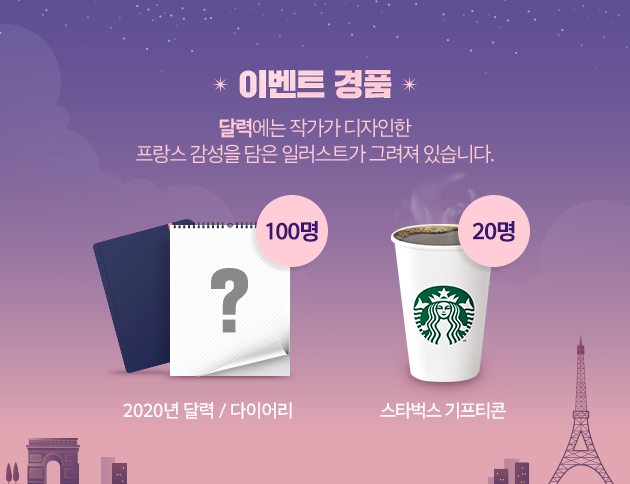 이벤트 경품
달력에는 작가가 디자인한
프랑스 감성을 담은 일러스트가 그려져 있습니다.
100명
20명
?
2020년 달력 / 다이어리
스타벅스 기프티콘